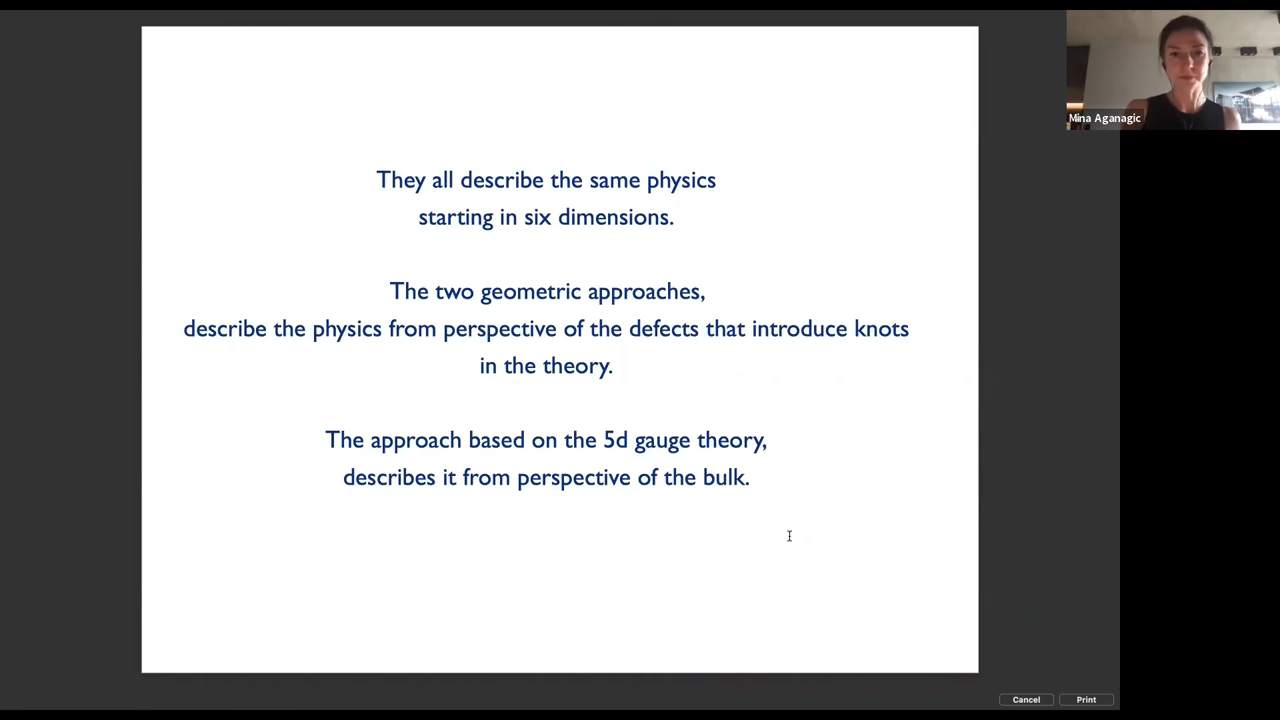 They all describe the same physics
starting in six dimensions.
The two geometric approaches,
describe the physics from perspective of the defects that introduce knots
in the theory.
The approach based on the 5d gauge theory,
describes it from perspective of the bulk.
Mina Aganagic
Cancel
Print